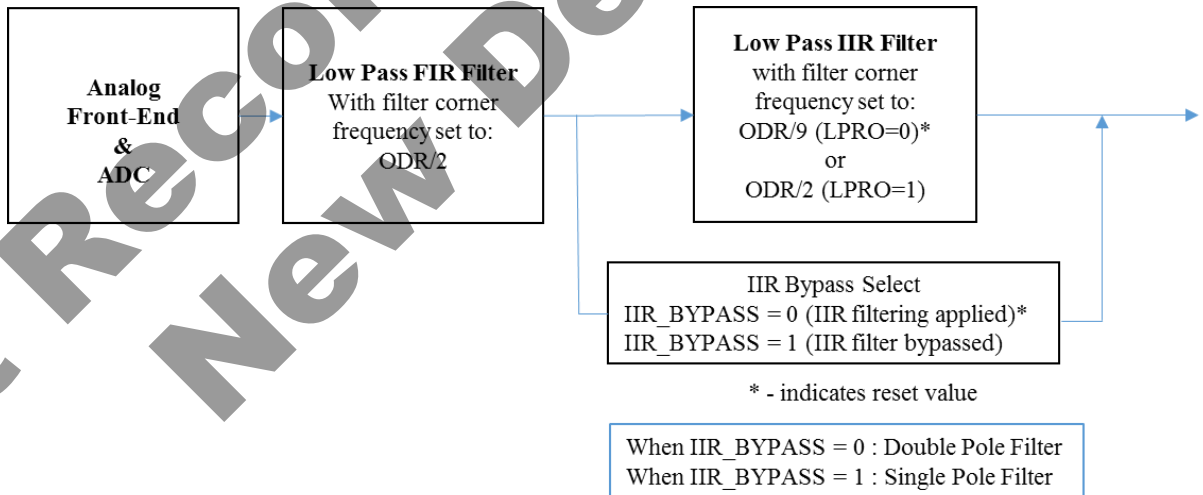 Analog
Front-End
&
ADC
Low Pass FIR Filter
With filter corner
frequency set to:
ODR/2
Low Pass IIR Filter
with filter corner
frequency set to:
ODR/9 (LPRO=0)*
or
ODR/2 (LPRO=1)
IIR Bypass Select
IIR_BYPASS = 0 (IIR filtering applied)*
IIR_BYPASS = 1 (IIR filter bypassed)
* - indicates reset value
When IIR_BYPASS = 0 : Double Pole Filter
When IIR_BYPASS = 1 : Single Pole Filter
New